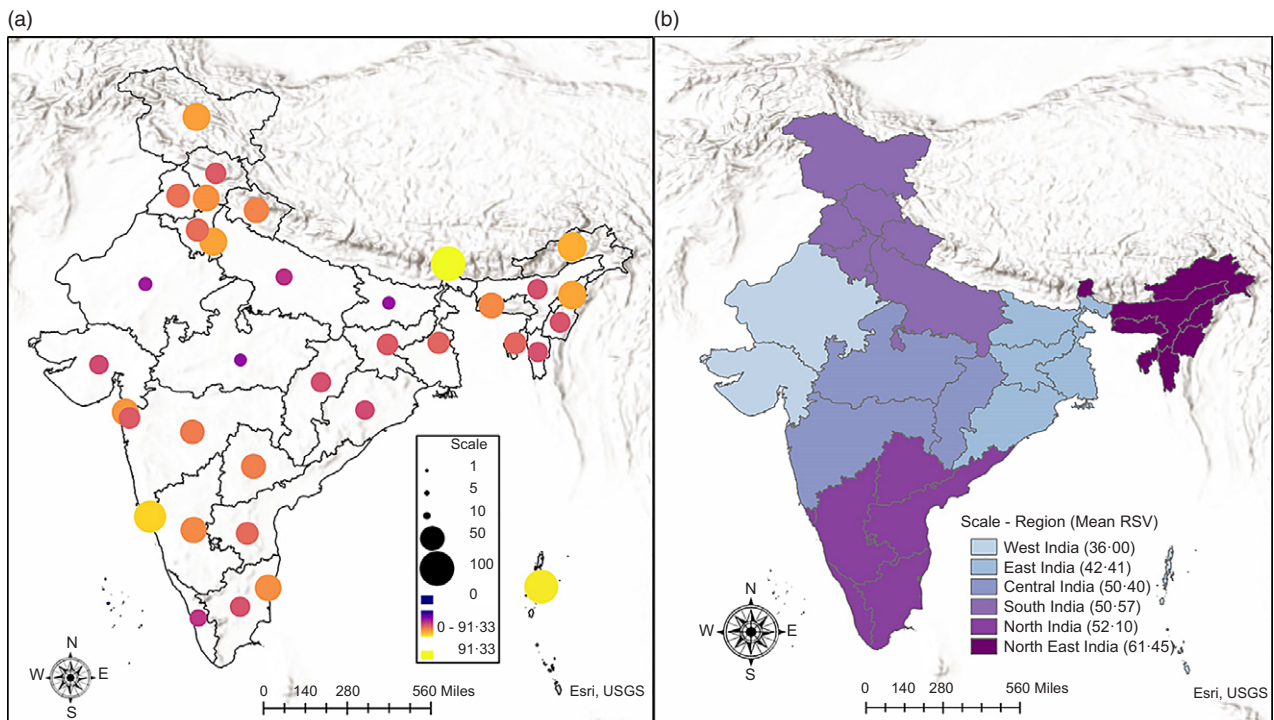 (a)
Scale
1
5
10
50
100
0
0 - 91·33
91·33
N
W E
S
0 140 280 560 Miles
Esri, USGS
(b)
Scale - Region (Mean RSV)
West India (36·00)
East India (42·41)
Central India (50·40)
South India (50·57)
North India (52·10)
North East India (61·45)
N
W E
S
0 140 280 560 Miles
Esri, USGS